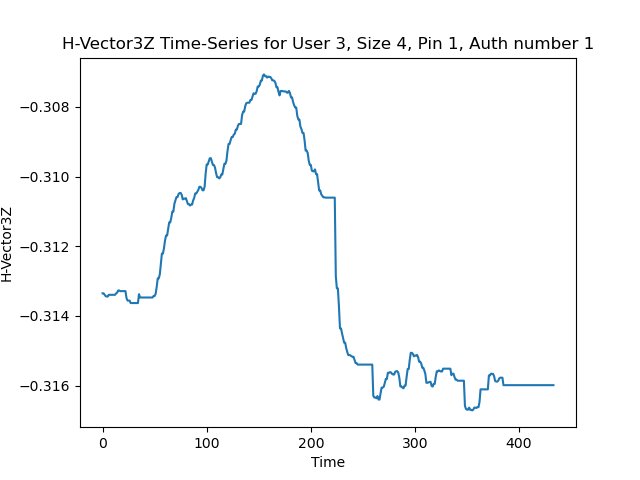 H-Vector3Z Time-Series for User 3, Size 4, Pin 1, Auth number 1
H-Vector3Z
−0.308
−0.310
−0.312
−0.314
−0.316
0 100 200 300 400
Time